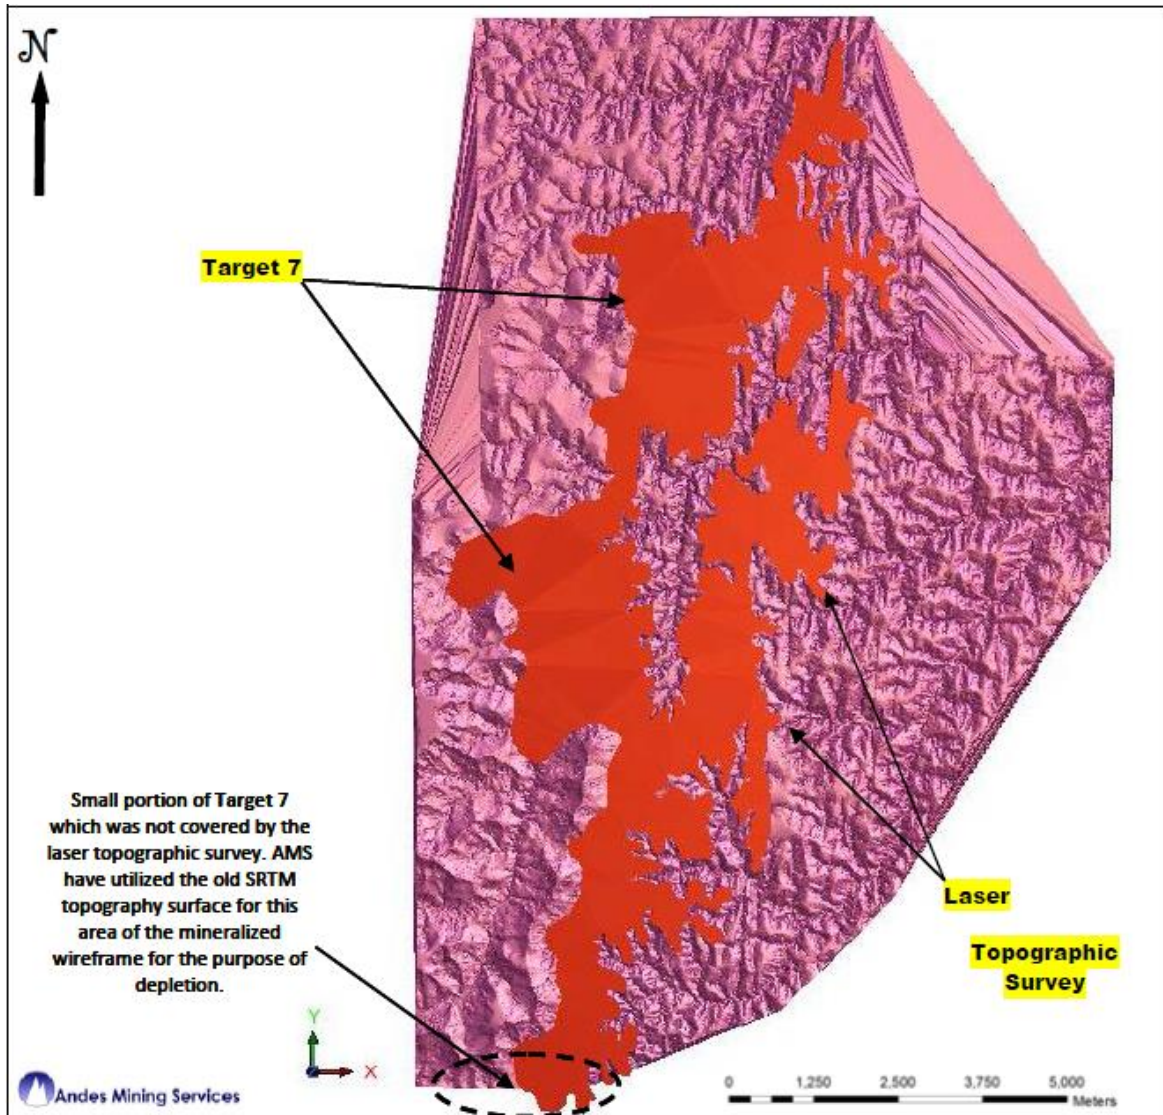 N
Target 7
Small portion of Target 7
which was not covered by the
laser topographic survey. AMS
have utilized the old SRTM
topography surface for this
area of the mineralized
wireframe for the purpose of
depletion.
Laser
Topographic
Survey
Y
X
Andes Mining Services
0 1,250 2,500 3,750 5,000
Meters